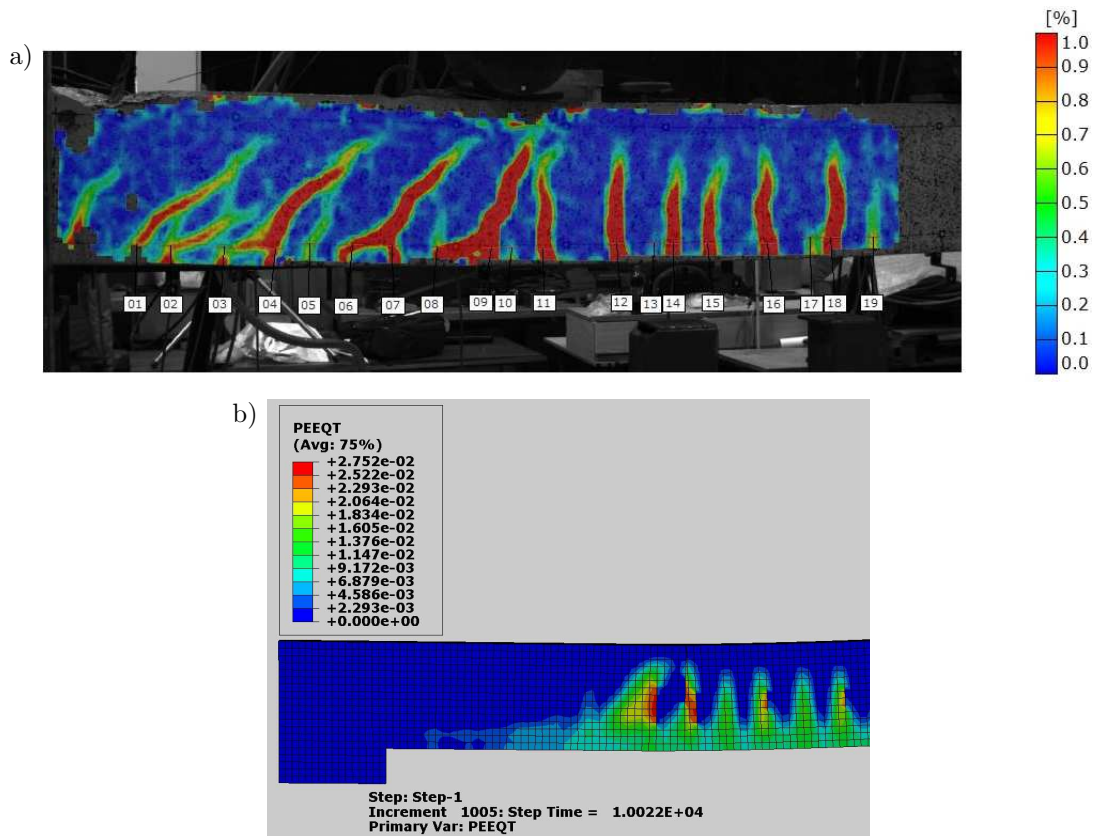 a)
[%]
1.0
0.9
0.8
0.7
0.6
0.5
0.4
0.3
0.2
0.1
0.0
01 02 03 04 05 06 07 08 09 10 11 12 13 14 15 16 17 18 19
b)
PEEQT
(Avg: 75%)
+2.752e-02
+2.522e-02
+2.293e-02
+2.064e-02
+1.834e-02
+1.605e-02
+1.376e-02
+1.147e-02
+9.172e-03
+6.879e-03
+4.586e-03
+2.293e-03
+0.000e+00
Step: Step-1
Increment 1005: Step Time = 1.0022E+04
Primary Var: PEEQT